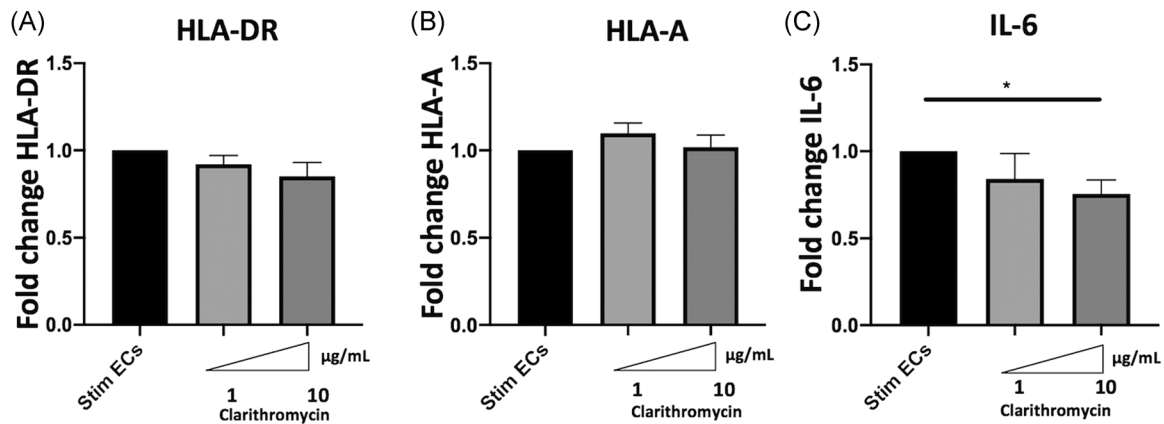 (A)
HLA-DR
Fold change HLA-DR
1.5
1.0
0.5
0.0
Stim ECs
µg/mL
1 10
Clarithromycin
(B)
HLA-A
Fold change HLA-A
1.5
1.0
0.5
0.0
Stim ECs
µg/mL
1 10
Clarithromycin
(C)
IL-6
Fold change IL-6
1.5
1.0
0.5
0.0
*
Stim ECs
µg/mL
1 10
Clarithromycin